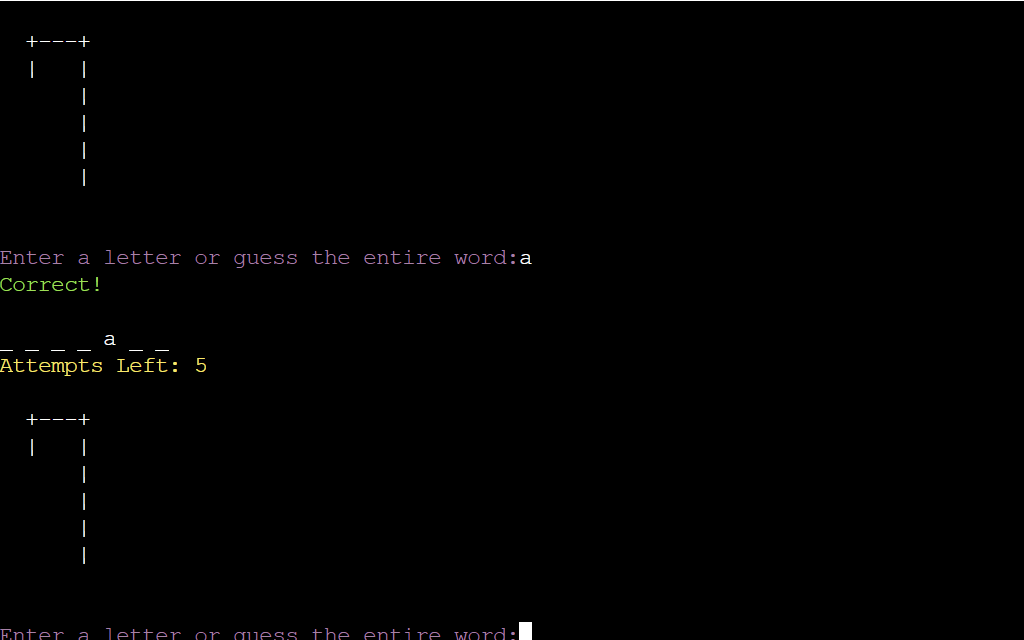 +---+
  |   |
      |
      |
      |
      |
Enter a letter or guess the entire word:a
Correct!
_ _ _ _ a _ _
Attempts Left: 5
  +---+
  |   |
      |
      |
      |
      |
Enter a letter or guess the entire word: